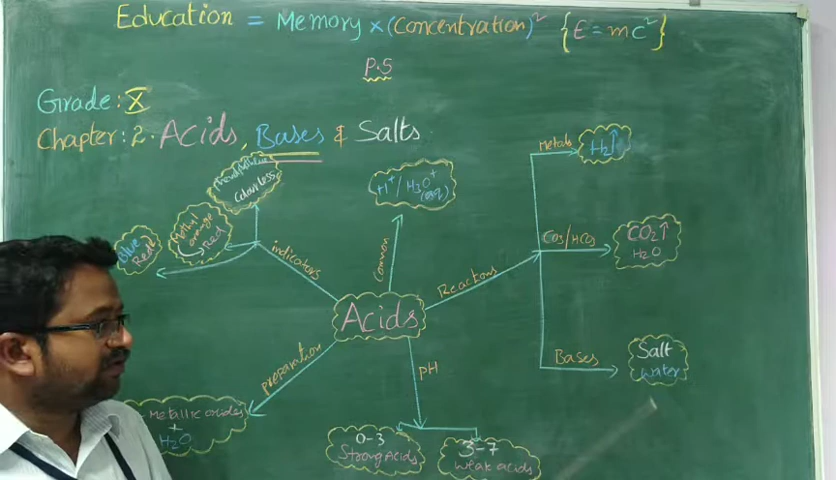 Education = Memory × (Concentration)² {E = mc²}
P.S
Grade: X
Chapter: 2. Acids, Bases & Salts
Metals
H₂↑
Colourless
H⁺/H₃O⁺
(aq)
Methyl
orange
Red
Blue
Red
indicators
Common
Reactions
CO₃/HCO₃
CO₂↑
H₂O
Acids
Bases
Salt
water
preparation
pH
- Metallic oxides
+
H₂O
0-3
Strong Acids
3-7
Weak acids